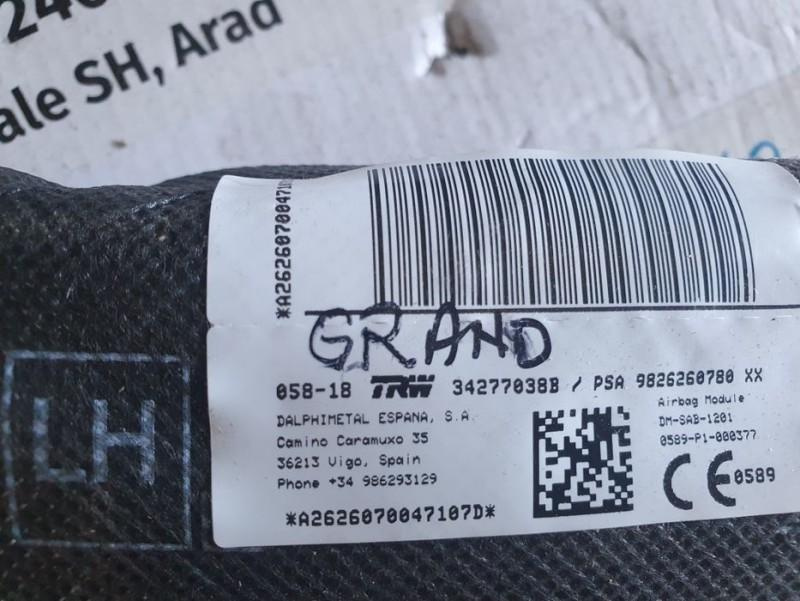 ale SH, Arad
*A2626070047107D*
GRAND
058-18 TRW 34277038B / PSA 9826260780 XX
DALPHIMETAL ESPANA, S.A.
Camino Caramuxo 35
36213 Vigo, Spain
Phone +34 986293129
*A2626070047107D*
Airbag Module
DM-SAB-1201
0589-P1-000377
CE 0589
LH